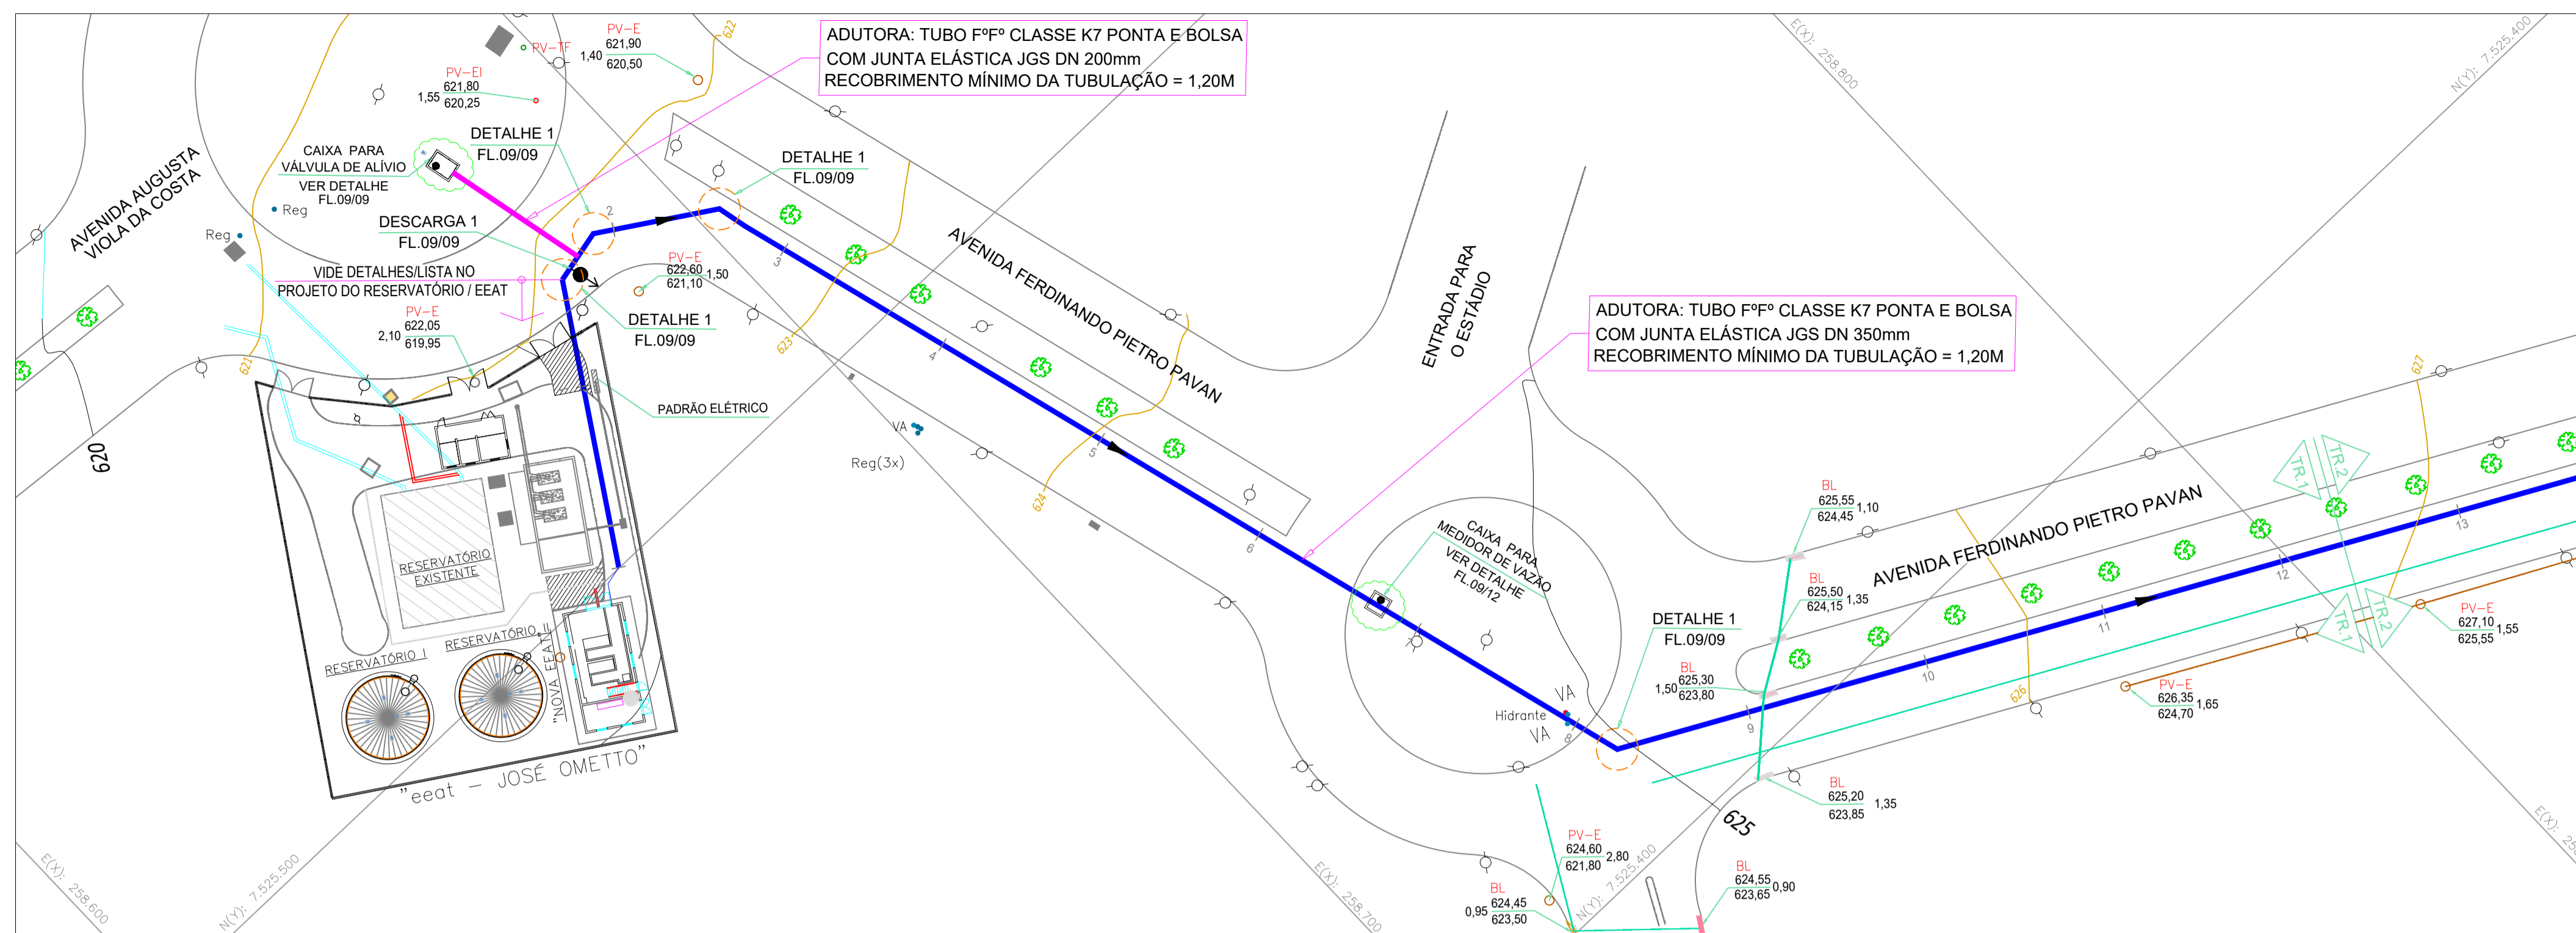 PV-TF
PV-E
621,90
1,40
620,50
622
PV-EI
621,80
1,55
620,25
ADUTORA: TUBO FºFº CLASSE K7 PONTA E BOLSA
COM JUNTA ELÁSTICA JGS DN 200mm
RECOBRIMENTO MÍNIMO DA TUBULAÇÃO = 1,20M
E(X): 258.800
N(Y): 7.525.400
AVENIDA AUGUSTA
VIOLA DA COSTA
CAIXA PARA
VÁLVULA DE ALÍVIO
VER DETALHE
FL.09/09
DETALHE 1
FL.09/09
DETALHE 1
FL.09/09
Reg
Reg
DESCARGA 1
FL.09/09
2
3
VIDE DETALHES/LISTA NO
PROJETO DO RESERVATÓRIO / EEAT
PV-E
622,60
1,50
621,10
PV-E
622,05
2,10
619,95
DETALHE 1
FL.09/09
621
623
AVENIDA FERDINANDO PIETRO PAVAN
ENTRADA PARA
O ESTÁDIO
ADUTORA: TUBO FºFº CLASSE K7 PONTA E BOLSA
COM JUNTA ELÁSTICA JGS DN 350mm
RECOBRIMENTO MÍNIMO DA TUBULAÇÃO = 1,20M
4
627
PADRÃO ELÉTRICO
620
VA
Reg(3x)
5
624
6
TR.1
TR.2
BL
625,55
1,10
624,45
AVENIDA FERDINANDO PIETRO PAVAN
13
12
11
10
9
8
RESERVATÓRIO
EXISTENTE
CAIXA PARA
MEDIDOR DE VAZÃO
VER DETALHE
FL.09/12
BL
625,50
1,35
624,15
TR.1
TR.2
PV-E
627,10
1,55
625,55
RESERVATÓRIO I
RESERVATÓRIO II
"NOVA EEAT"
DETALHE 1
FL.09/09
BL
625,30
1,50
623,80
626
PV-E
626,35
1,65
624,70
VA
Hidrante
VA
"eeat - JOSÉ OMETTO"
BL
625,20
1,35
623,85
625
PV-E
624,60
2,80
621,80
BL
624,55
0,90
623,65
BL
624,45
0,95
623,50
E(X): 258.600
N(Y): 7.525.500
E(X): 258.700
N(Y): 7.525.400